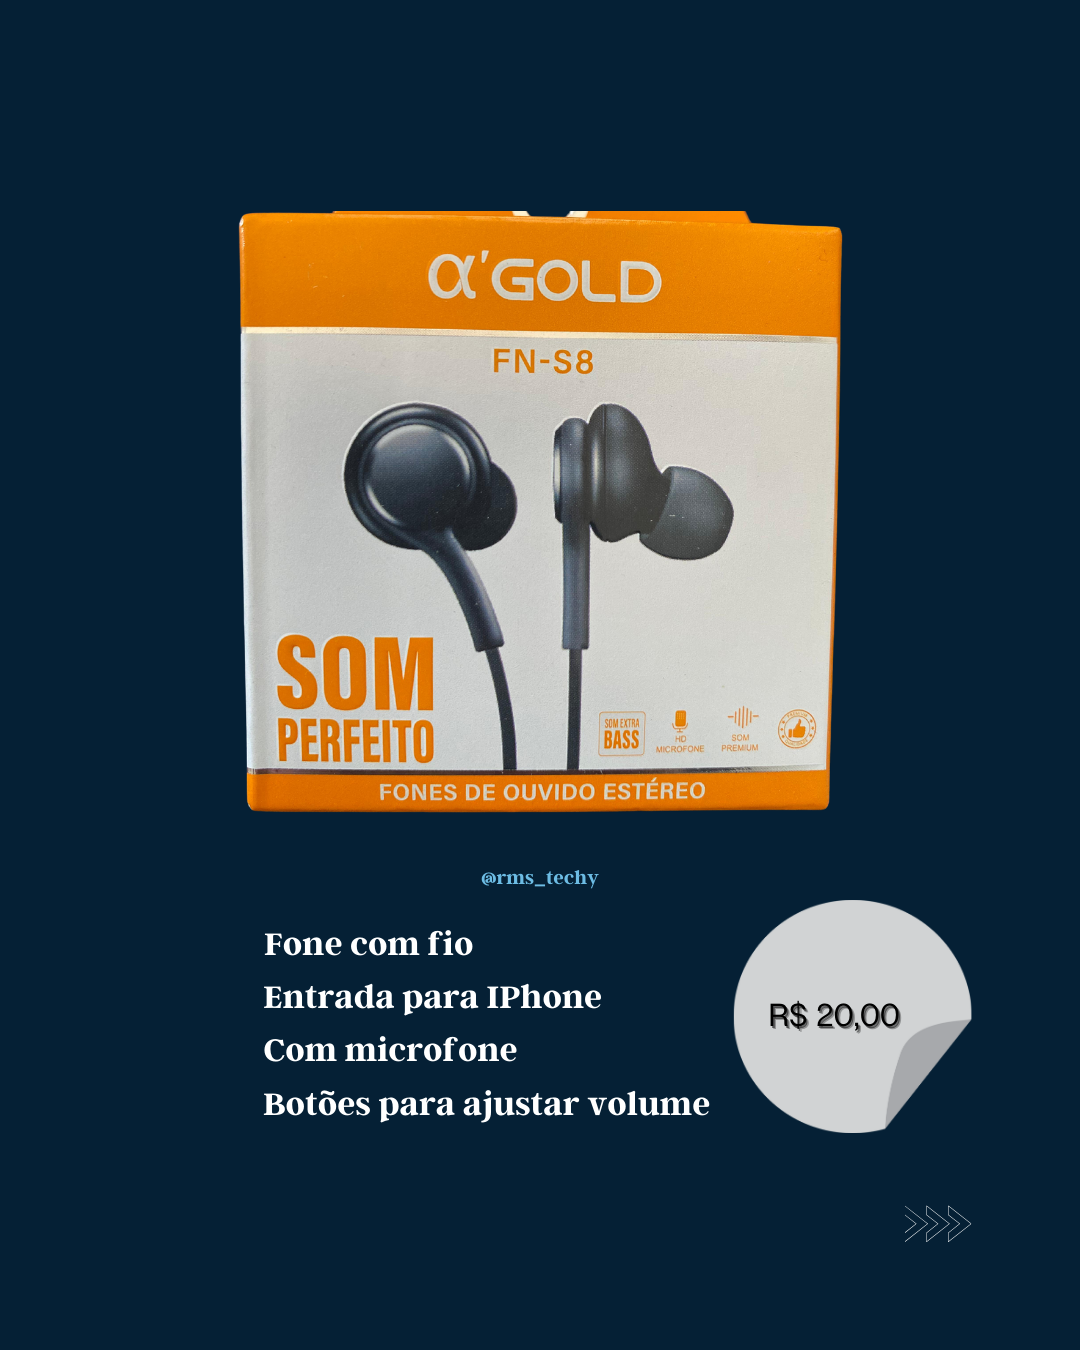 α'GOLD
FN-S8
SOM
PERFEITO
SOM EXTRA
BASS
HD
MICROFONE
SOM
PREMIUM
FONES DE OUVIDO ESTÉREO
@rms_techy
Fone com fio
Entrada para IPhone
Com microfone
Botões para ajustar volume
R$ 20,00